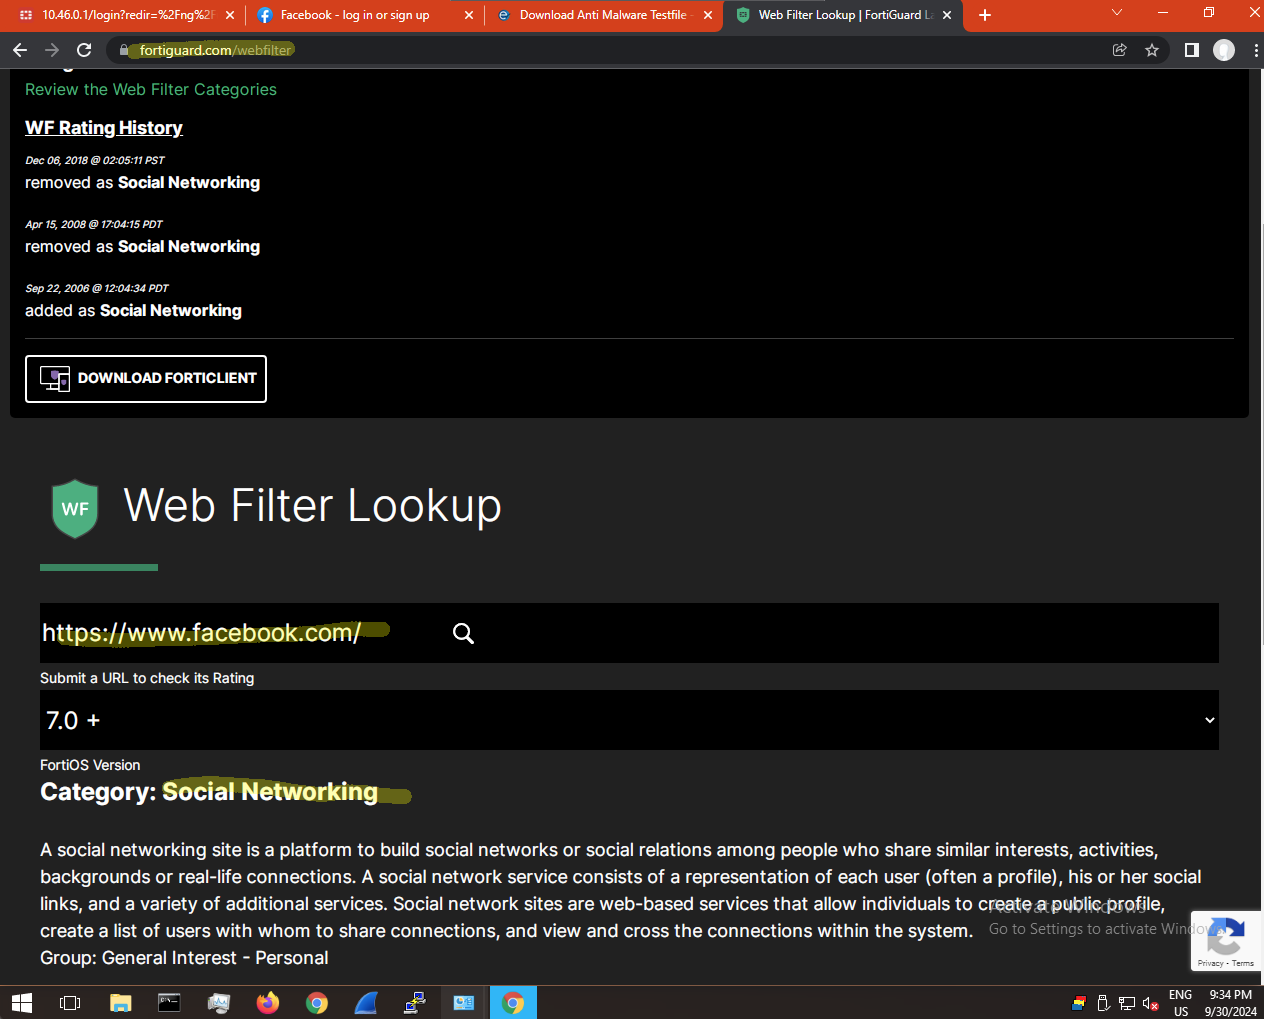 10.46.0.1/login?redir=%2Fng%2F
Facebook - log in or sign up
Download Anti Malware Testfile -
Web Filter Lookup | FortiGuard La
fortiguard.com/webfilter
Review the Web Filter Categories
WF Rating History
Dec 06, 2018 @ 02:05:11 PST
removed as Social Networking
Apr 15, 2008 @ 17:04:15 PDT
removed as Social Networking
Sep 22, 2006 @ 12:04:34 PDT
added as Social Networking
DOWNLOAD FORTICLIENT
WF
Web Filter Lookup
https://www.facebook.com/
Submit a URL to check its Rating
7.0 +
FortiOS Version
Category: Social Networking
A social networking site is a platform to build social networks or social relations among people who share similar interests, activities,
backgrounds or real-life connections. A social network service consists of a representation of each user (often a profile), his or her social
links, and a variety of additional services. Social network sites are web-based services that allow individuals to create a public profile,
create a list of users with whom to share connections, and view and cross the connections within the system.
Group: General Interest - Personal
Activate Windows
Go to Settings to activate Windows.
Privacy - Terms
ENG
US
9:34 PM
9/30/2024